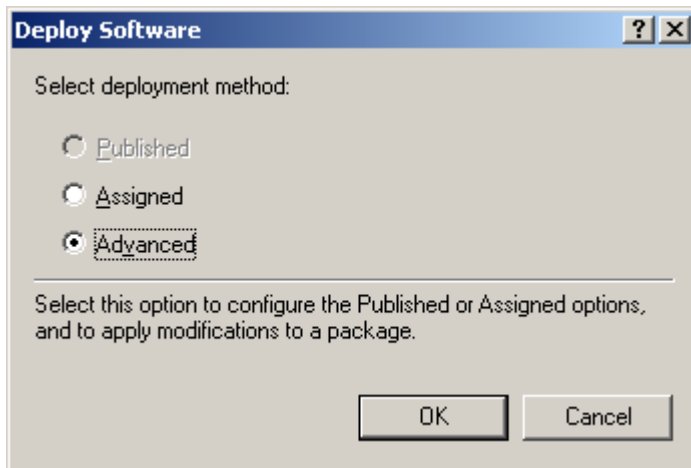 Deploy Software
Select deployment method:
Published
Assigned
Advanced
Select this option to configure the Published or Assigned options,
and to apply modifications to a package.
OK Cancel